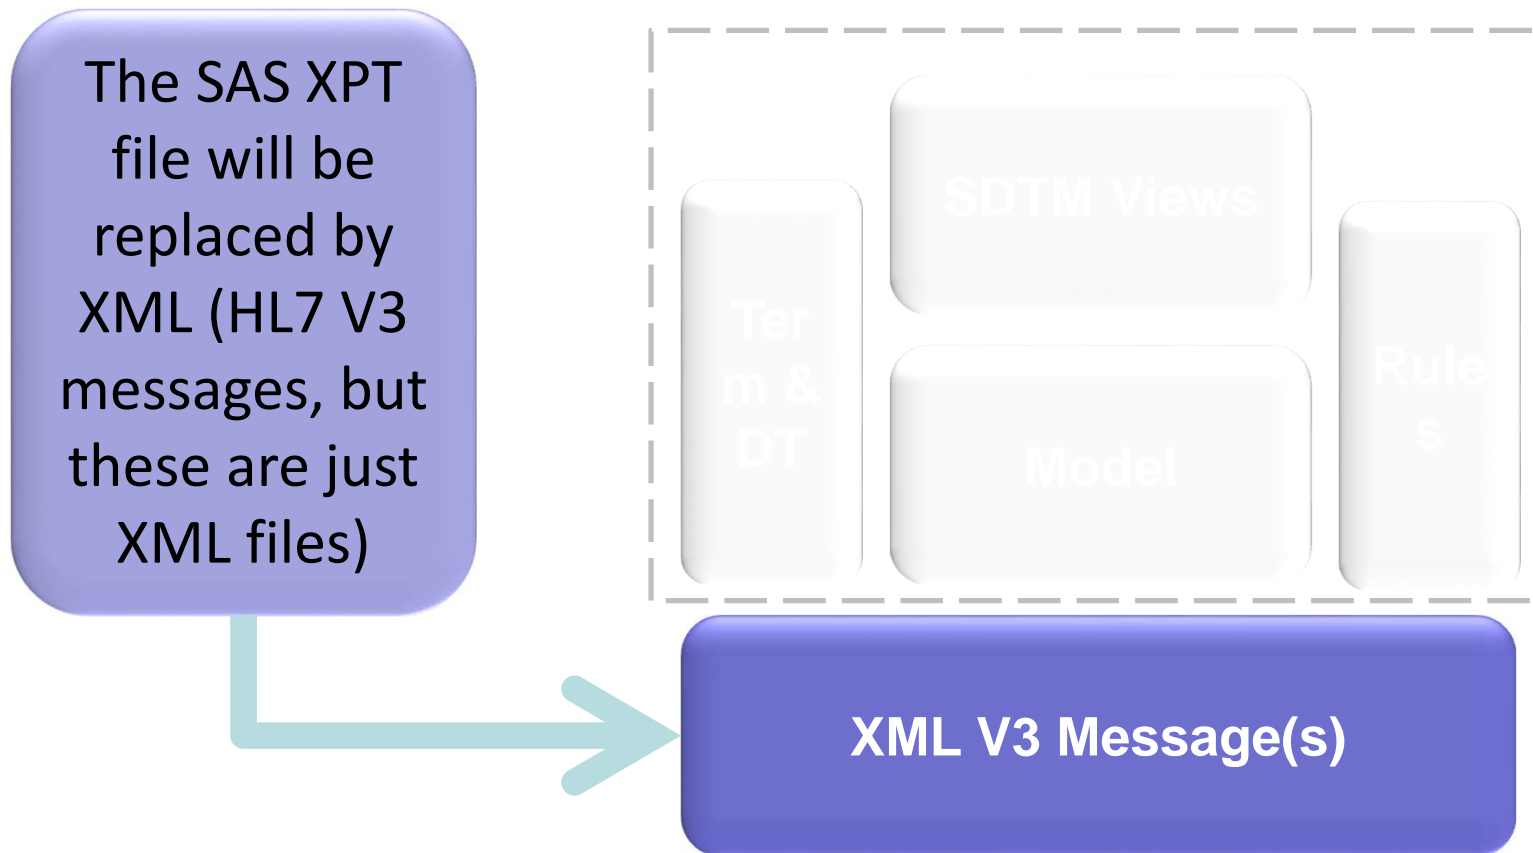 The SAS XPT
file will be
replaced by
XML (HL7 V3
messages, but
these are just
XML files)
SDTM Views
Ter
m &
DT
Model
Rule
s
XML V3 Message(s)